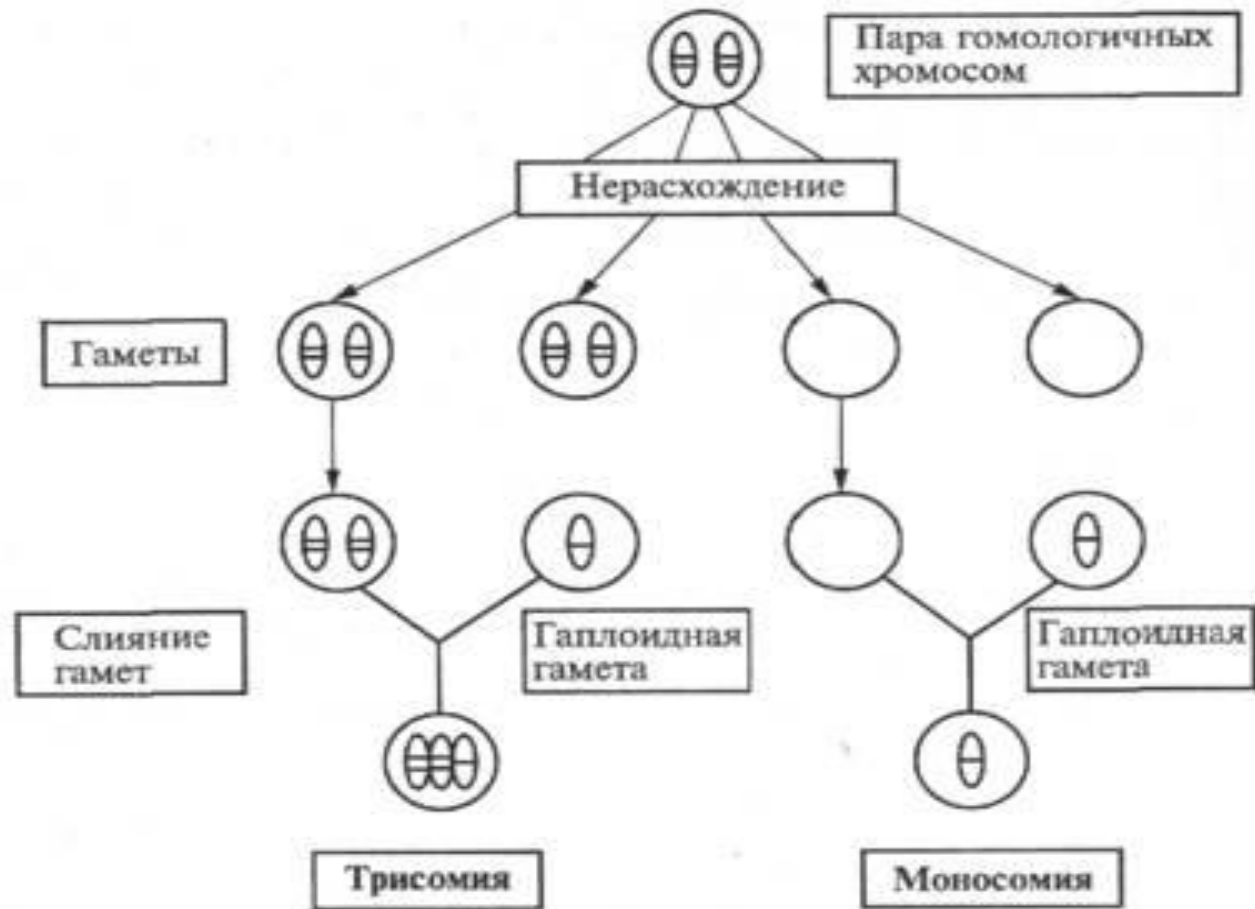 Пара гомологичных
хромосом
Нерасхождение
Гаметы
Слияние
гамет
Гаплоидная
гамета
Гаплоидная
гамета
Трисомия
Моносомия